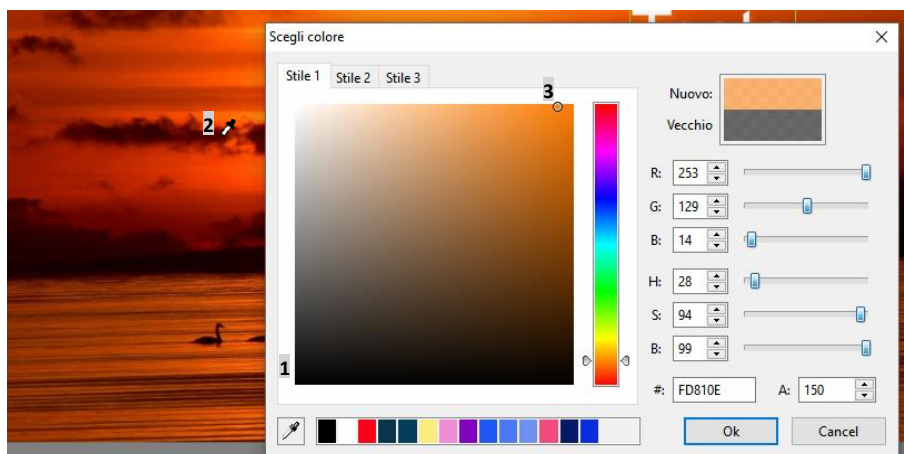 Scegli colore
Stile 1 Stile 2 Stile 3
3
Nuovo:
Vecchio
2
R: 253
G: 129
B: 14
H: 28
S: 94
B: 99
1
#: FD810E A: 150
Ok Cancel